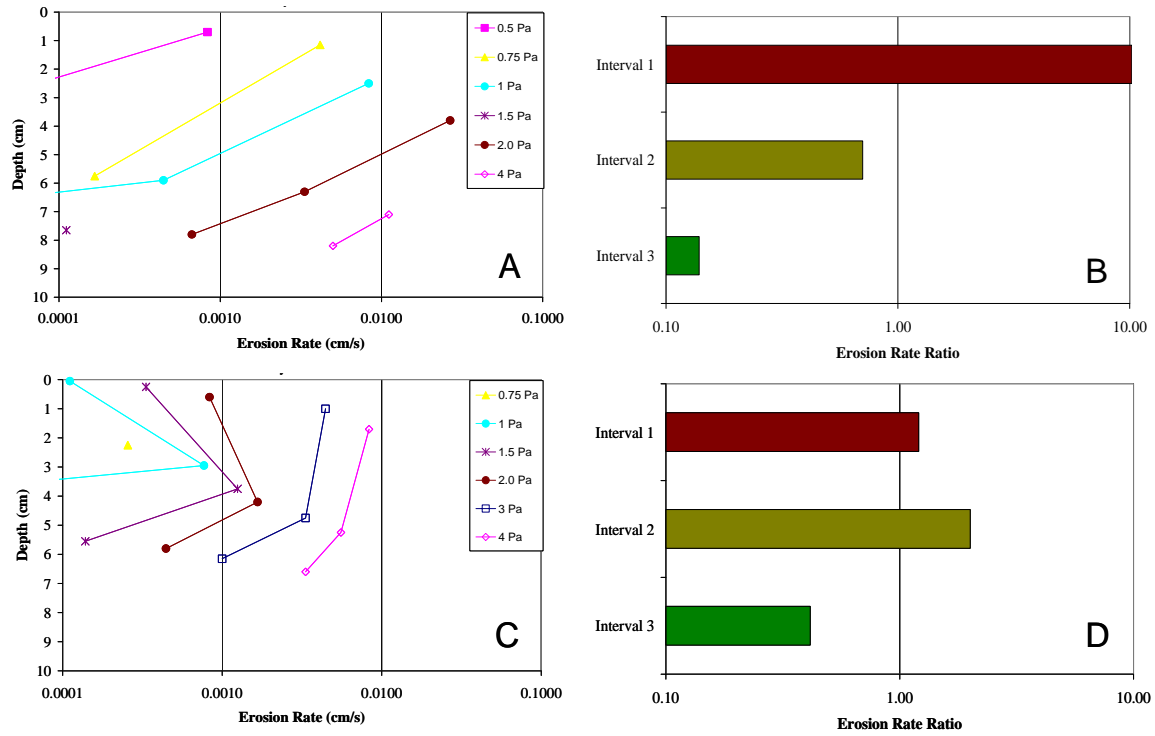 0
1
2
3
4
5
6
7
8
9
10
Depth (cm)
0.0001
0.0010
0.0100
0.1000
Erosion Rate (cm/s)
0.5 Pa
0.75 Pa
1 Pa
1.5 Pa
2.0 Pa
4 Pa
A
Interval 1
Interval 2
Interval 3
0.10
1.00
10.00
Erosion Rate Ratio
B
0
1
2
3
4
5
6
7
8
9
10
Depth (cm)
0.0001
0.0010
0.0100
0.1000
Erosion Rate (cm/s)
0.75 Pa
1 Pa
1.5 Pa
2.0 Pa
3 Pa
4 Pa
C
Interval 1
Interval 2
Interval 3
0.10
1.00
10.00
Erosion Rate Ratio
D